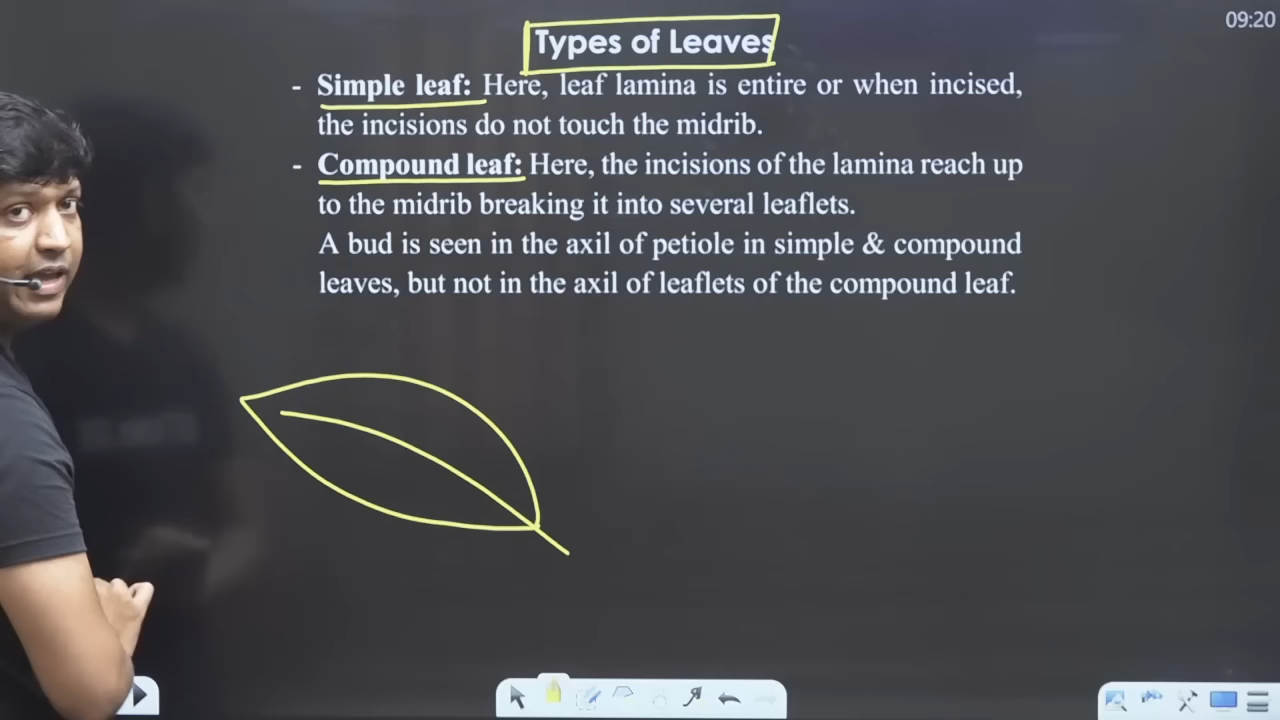 09:20
Types of Leaves
- Simple leaf: Here, leaf lamina is entire or when incised,
the incisions do not touch the midrib.
- Compound leaf: Here, the incisions of the lamina reach up
to the midrib breaking it into several leaflets.
A bud is seen in the axil of petiole in simple & compound
leaves, but not in the axil of leaflets of the compound leaf.